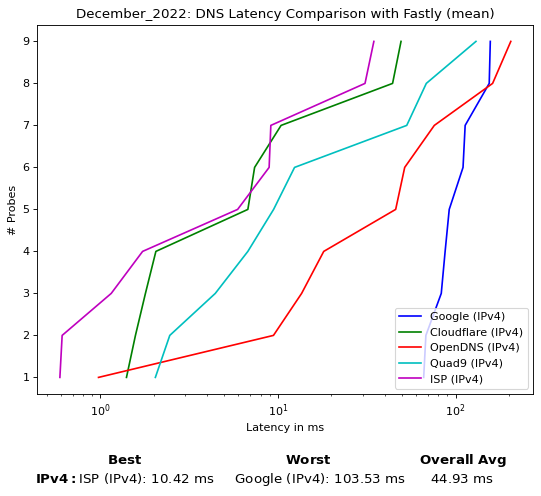 December_2022: DNS Latency Comparison with Fastly (mean)
# Probes
9
8
7
6
5
4
3
2
1
Google (IPv4)
Cloudflare (IPv4)
OpenDNS (IPv4)
Quad9 (IPv4)
ISP (IPv4)
10⁰ 10¹ 10²
Latency in ms
Best Worst Overall Avg
IPv4: ISP (IPv4): 10.42 ms Google (IPv4): 103.53 ms 44.93 ms